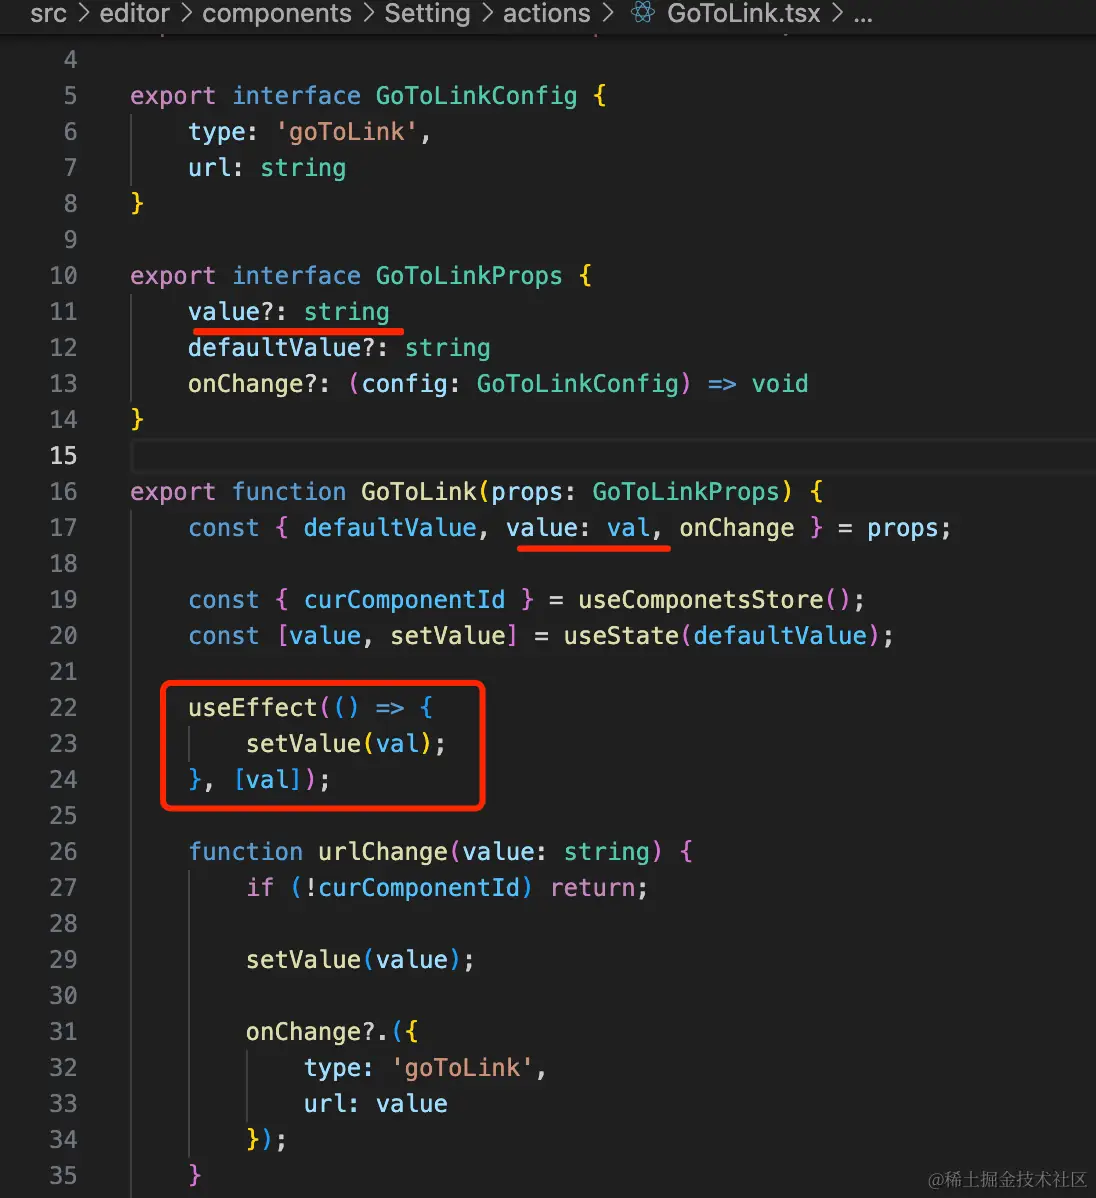 src > editor > components > Setting > actions > GoToLink.tsx > ...
4
5 export interface GoToLinkConfig {
6     type: 'goToLink',
7     url: string
8 }
9
10 export interface GoToLinkProps {
11     value?: string
12     defaultValue?: string
13     onChange?: (config: GoToLinkConfig) => void
14 }
15
16 export function GoToLink(props: GoToLinkProps) {
17     const { defaultValue, value: val, onChange } = props;
18
19     const { curComponentId } = useComponetsStore();
20     const [value, setValue] = useState(defaultValue);
21
22     useEffect(() => {
23         setValue(val);
24     }, [val]);
25
26     function urlChange(value: string) {
27         if (!curComponentId) return;
28
29         setValue(value);
30
31         onChange?.({
32             type: 'goToLink',
33             url: value
34         });
35     }
@稀土掘金技术社区